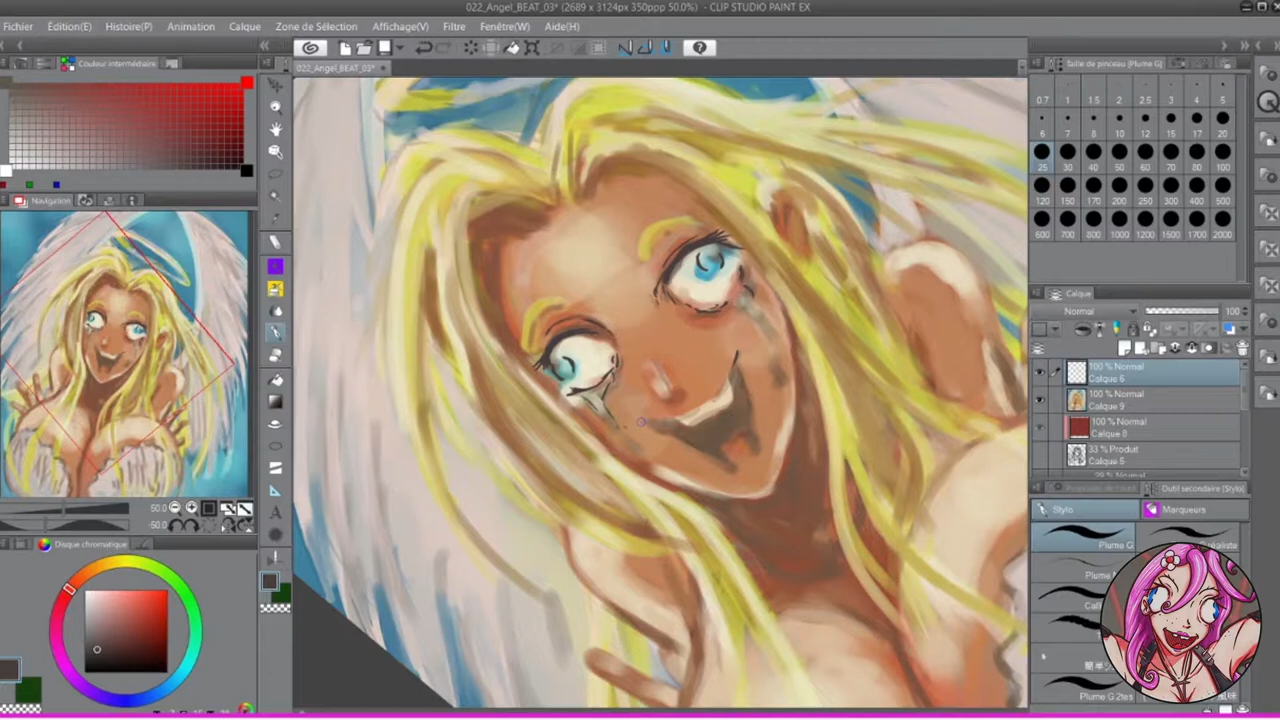 022_Angel_BEAT_03* (2689 x 3124px 350ppp 50.0%) - CLIP STUDIO PAINT EX
Fichier Édition(E) Histoire(P) Animation Calque Zone de Sélection Affichage(V) Filtre Fenêtre(W) Aide(H)
Couleur intermédiaire
022_Angel_BEAT_03*
Taille de pinceau [Plume G]
0.7 1 1.5 2 2.5 3 4 5
6 7 8 10 12 15 17 20
25 30 40 50 60 70 80 100
120 150 170 200 250 300 400 500
600 700 800 1000 1200 1500 1700 2000
Navigation
Calque
Normal 100
100 % Normal
Calque 6
100 % Normal
Calque 9
100 % Normal
Calque 8
33 % Produit
Calque 5
50.0
-50.0
Outil secondaire [Stylo]
Stylo Marqueurs
Plume G
Disque chromatique
Plume G 2tes